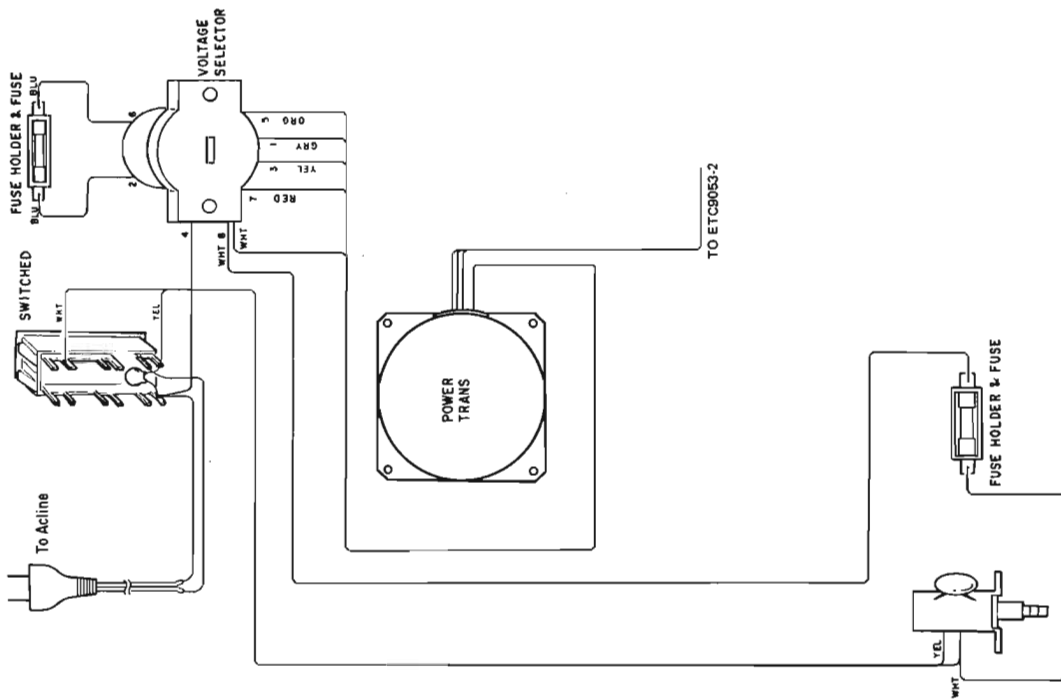 FUSE HOLDER & FUSE
BLU
BLU
2
6
VOLTAGE
SELECTOR
SWITCHED
WHT
YEL
4
WHT 8
WHT
7
RED
3
YEL
1
GRY
5
ORG
To Acline
POWER
TRANS
TO ETC9053-2
FUSE HOLDER & FUSE
YEL
WHT